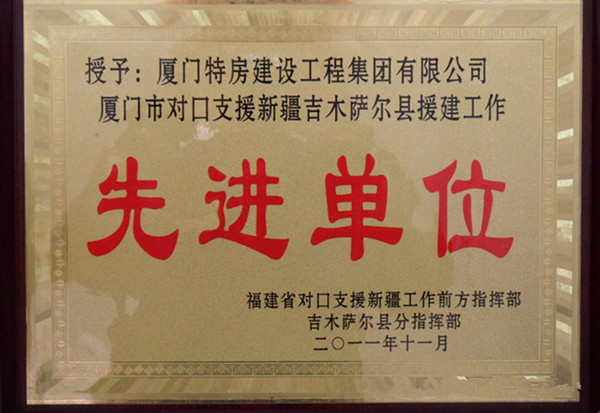 授予：厦门特房建设工程集团有限公司
厦门市对口支援新疆吉木萨尔县援建工作
先进单位
福建省对口支援新疆工作前方指挥部
吉木萨尔县分指挥部
二〇一一年十一月